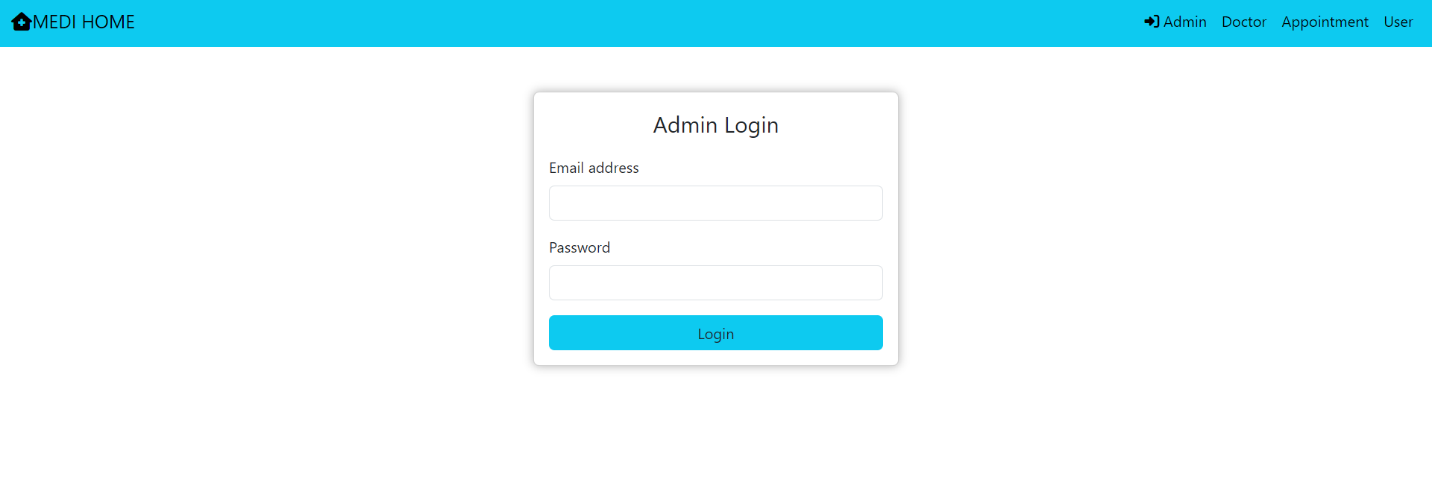 MEDI HOME Admin Doctor Appointment User
Admin Login
Email address
Password
Login